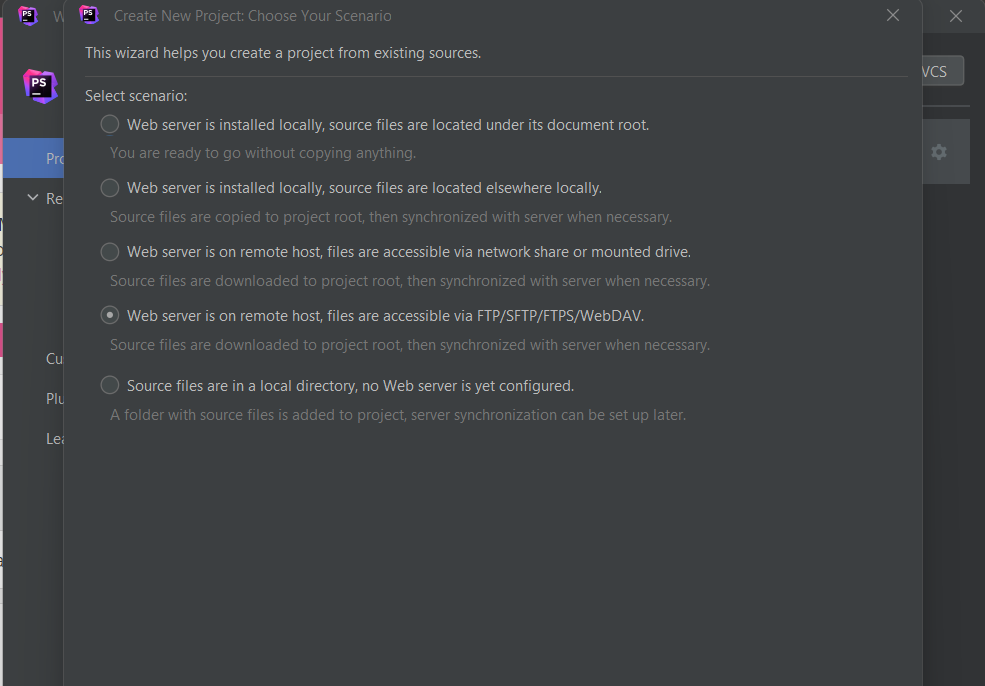 PS
PS
Create New Project: Choose Your Scenario
This wizard helps you create a project from existing sources.
PS
VCS
Select scenario:
Web server is installed locally, source files are located under its document root.
You are ready to go without copying anything.
Web server is installed locally, source files are located elsewhere locally.
Source files are copied to project root, then synchronized with server when necessary.
Web server is on remote host, files are accessible via network share or mounted drive.
Source files are downloaded to project root, then synchronized with server when necessary.
Web server is on remote host, files are accessible via FTP/SFTP/FTPS/WebDAV.
Source files are downloaded to project root, then synchronized with server when necessary.
Source files are in a local directory, no Web server is yet configured.
A folder with source files is added to project, server synchronization can be set up later.